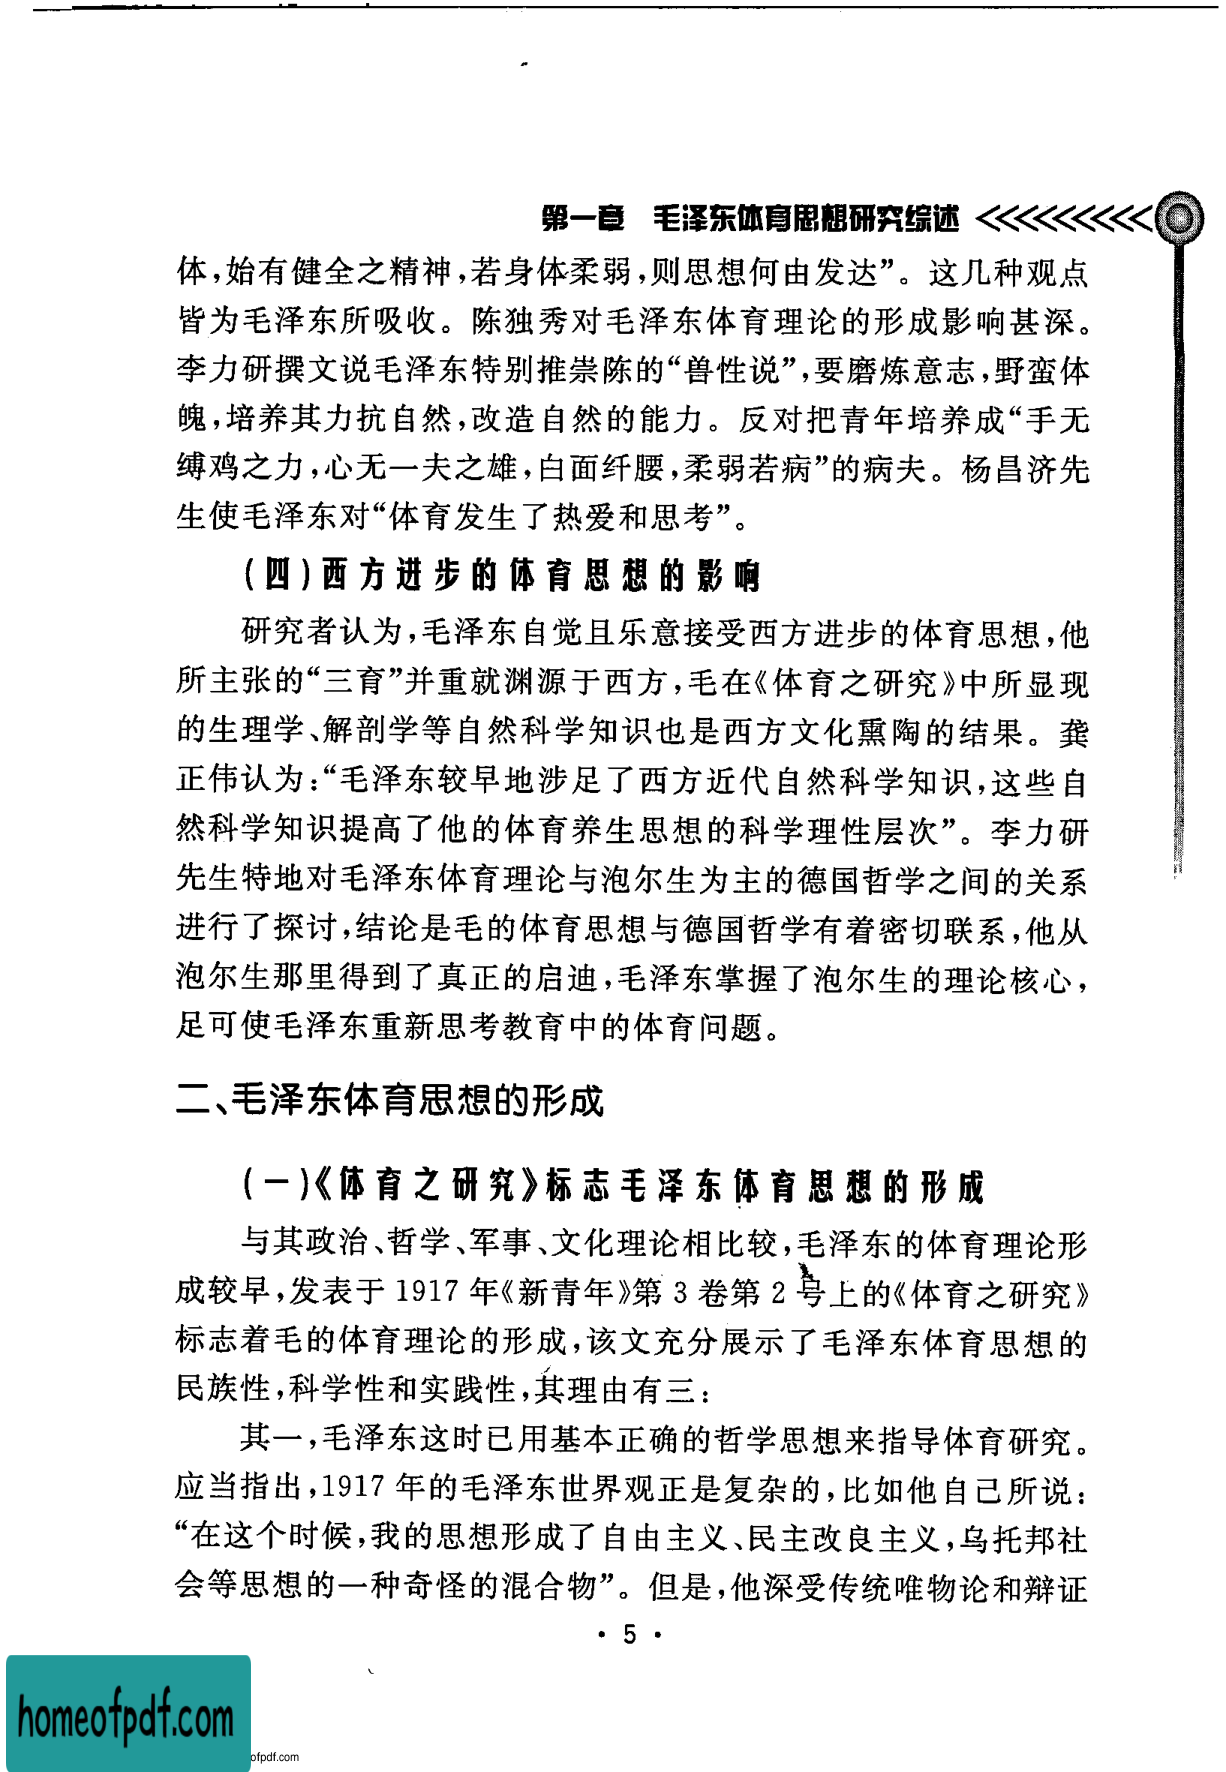 第一章 毛泽东体育思想研究综述
体,始有健全之精神,若身体柔弱,则思想何由发达”。这几种观点
皆为毛泽东所吸收。陈独秀对毛泽东体育理论的形成影响甚深。
李力研撰文说毛泽东特别推崇陈的“兽性说”,要磨炼意志,野蛮体
魄,培养其力抗自然,改造自然的能力。反对把青年培养成“手无
缚鸡之力,心无一夫之雄,白面纤腰,柔弱若病”的病夫。杨昌济先
生使毛泽东对“体育发生了热爱和思考”。
(四)西方进步的体育思想的影响
研究者认为,毛泽东自觉且乐意接受西方进步的体育思想,他
所主张的“三育”并重就渊源于西方,毛在《体育之研究》中所显现
的生理学、解剖学等自然科学知识也是西方文化熏陶的结果。龚
正伟认为:“毛泽东较早地涉足了西方近代自然科学知识,这些自
然科学知识提高了他的体育养生思想的科学理性层次”。李力研
先生特地对毛泽东体育理论与泡尔生为主的德国哲学之间的关系
进行了探讨,结论是毛的体育思想与德国哲学有着密切联系,他从
泡尔生那里得到了真正的启迪,毛泽东掌握了泡尔生的理论核心,
足可使毛泽东重新思考教育中的体育问题。
二、毛泽东体育思想的形成
(一)《体育之研究》标志毛泽东体育思想的形成
与其政治、哲学、军事、文化理论相比较,毛泽东的体育理论形
成较早,发表于 1917 年《新青年》第 3 卷第 2 号上的《体育之研究》
标志着毛的体育理论的形成,该文充分展示了毛泽东体育思想的
民族性,科学性和实践性,其理由有三:
其一,毛泽东这时已用基本正确的哲学思想来指导体育研究。
应当指出,1917 年的毛泽东世界观正是复杂的,比如他自己所说:
“在这个时候,我的思想形成了自由主义、民主改良主义,乌托邦社
会等思想的一种奇怪的混合物”。但是,他深受传统唯物论和辩证
· 5 ·
homeofpdf.com
ofpdf.com